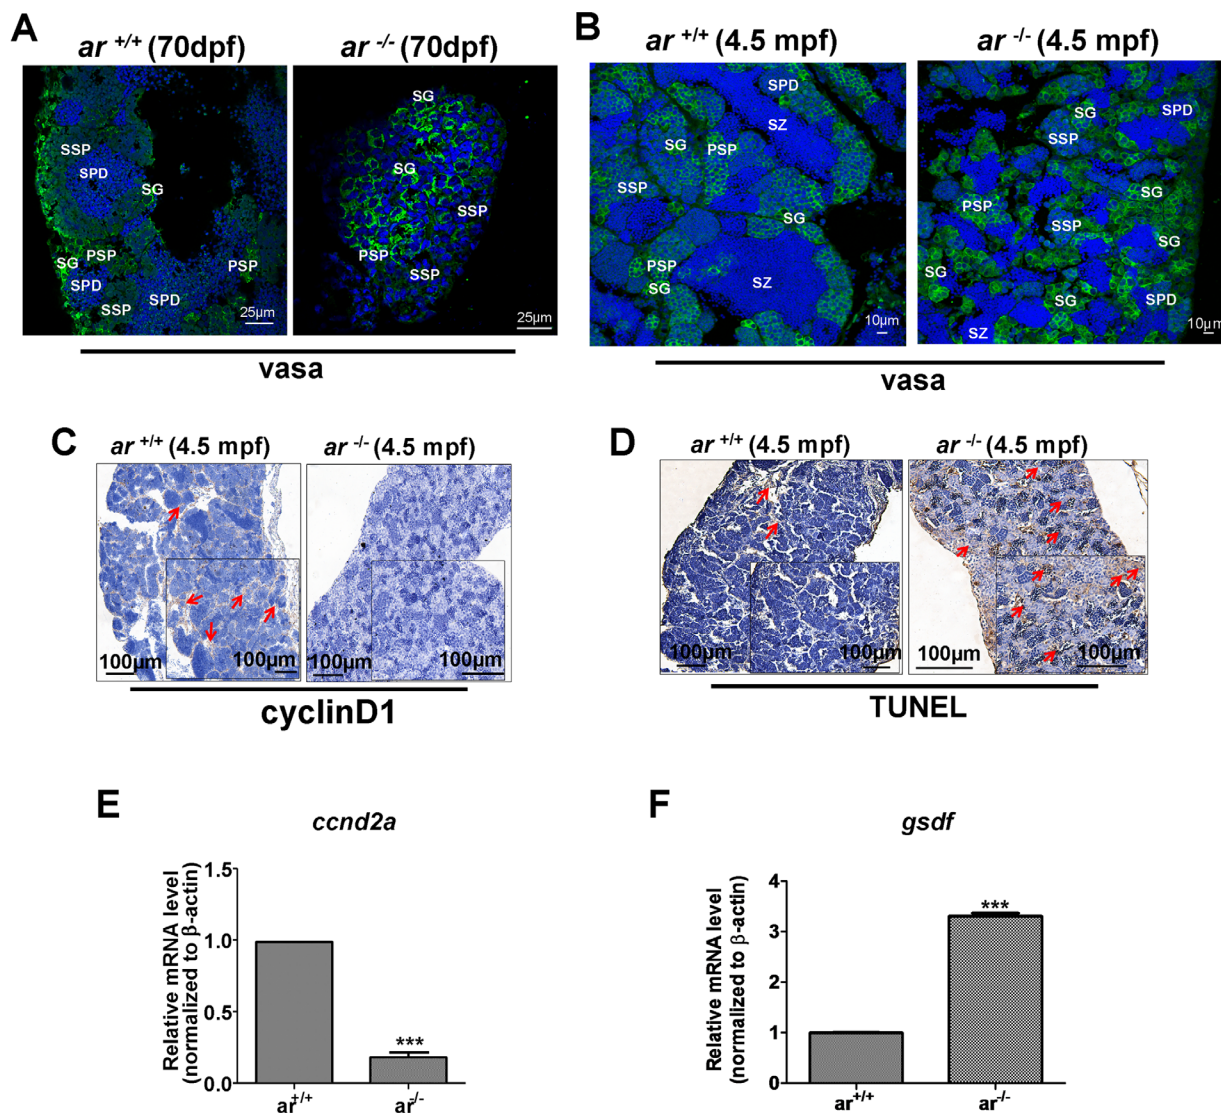 A
ar +/+ (70dpf)
ar -/- (70dpf)
SSP
SPD
SG
PSP
SG
SPD
SSP
SPD
PSP
25μm
SG
SG
SSP
PSP
SSP
25μm
vasa
B
ar +/+ (4.5 mpf)
ar -/- (4.5 mpf)
SPD
SZ
SG
PSP
SSP
SG
PSP
SG
SZ
10μm
SG
SPD
SSP
SG
PSP
SSP
SG
SG
SG
SPD
SZ
10μm
vasa
C
ar +/+ (4.5 mpf)
ar -/- (4.5 mpf)
100μm
100μm
100μm
100μm
cyclinD1
D
ar +/+ (4.5 mpf)
ar -/- (4.5 mpf)
100μm
100μm
100μm
100μm
TUNEL
E
ccnd2a
Relative mRNA level
(normalized to β-actin)
1.5
1.0
0.5
0.0
***
ar+/+
ar-/-
F
gsdf
Relative mRNA level
(normalized to β-actin)
4
3
2
1
0
***
ar+/+
ar-/-